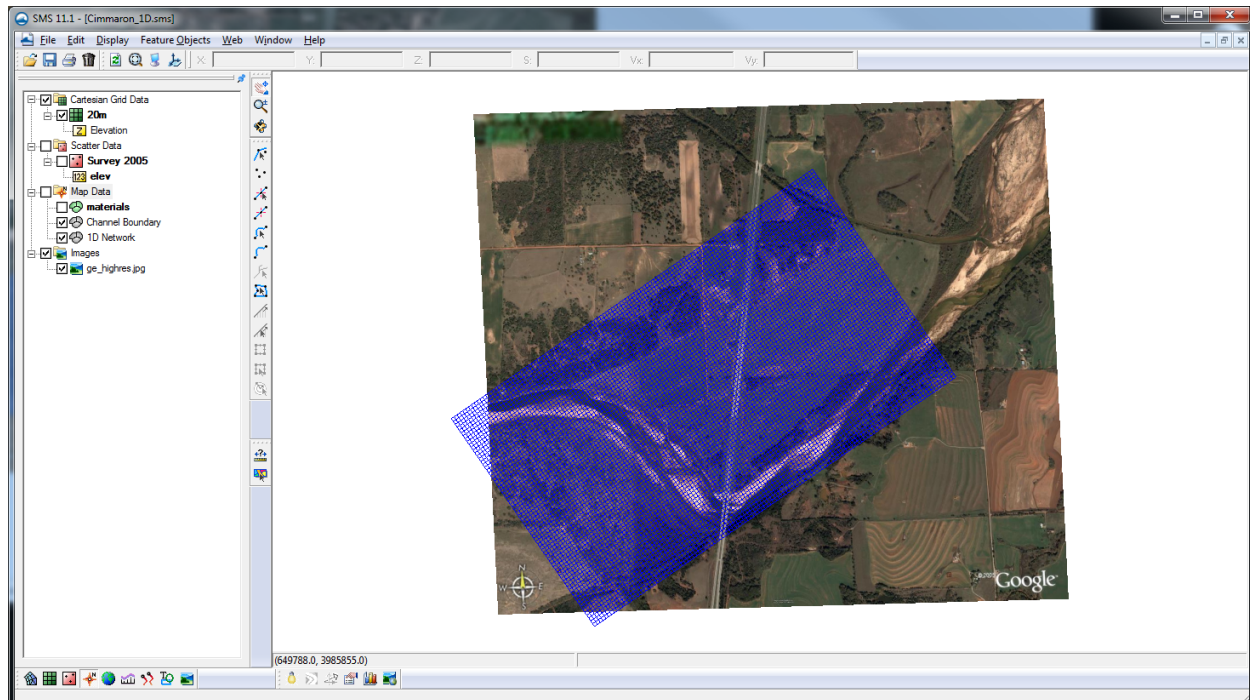 SMS 11.1 - [Cimmaron_1D.sms]
File Edit Display Feature Objects Web Window Help
X: Y: Z: S: Vx: Vy:
Cartesian Grid Data
20m
Z Elevation
Scatter Data
Survey 2005
123 elev
Map Data
materials
Channel Boundary
1D Network
Images
ge_highres.jpg
N
W E
S
Google
(649788.0, 3985855.0)